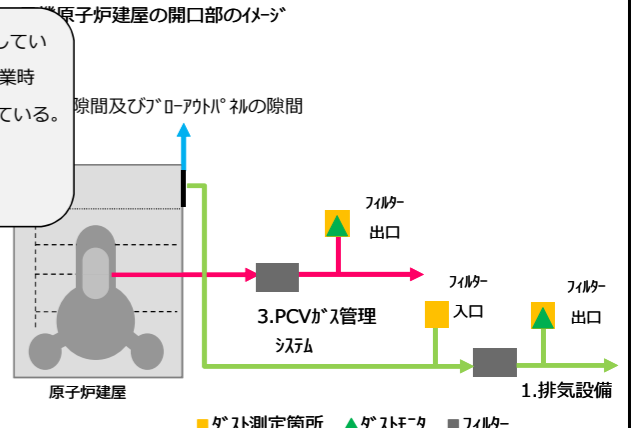 原子炉建屋の開口部のイメージ
してい
業時
ている。
隙間及びブローアウトパネルの隙間
フィルター
出口
フィルター
入口
フィルター
出口
3.PCVガス管理
システム
原子炉建屋
1.排気設備
ダスト測定箇所 ダストモニタ フィルター